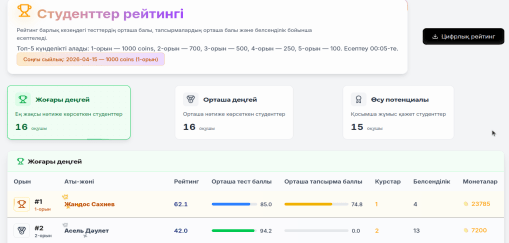 Студенттер рейтингі
Рейтинг барлық кезеңдегі тесттердің орташа балы, тапсырмалардың орташа балы және белсенділік бойынша
есептеледі.
Топ-5 күнделікті алады: 1-орын — 1000 coins, 2-орын — 700, 3-орын — 500, 4-орын — 250, 5-орын — 100. Есептеу 00:05-те.
Соңғы сыйлық: 2026-04-15 — 1000 coins (1-орын)
Цифрлық рейтинг
Жоғары деңгей
Ең жақсы нәтиже көрсеткен студенттер
16 оқушы
Орташа деңгей
Орташа нәтиже көрсеткен студенттер
16 оқушы
Өсу потенциалы
Қосымша жұмыс қажет студенттер
15 оқушы
Жоғары деңгей
Орын Аты-жөні Рейтинг Орташа тест балы Орташа тапсырма балы Курстар Белсенділік Монеталар
#1 Жандос Сахиев 62.1 85.0 74.8 1 4 23785
1-орын
#2 Асель Даулет 42.0 94.2 0.0 2 13 7200
2-орын